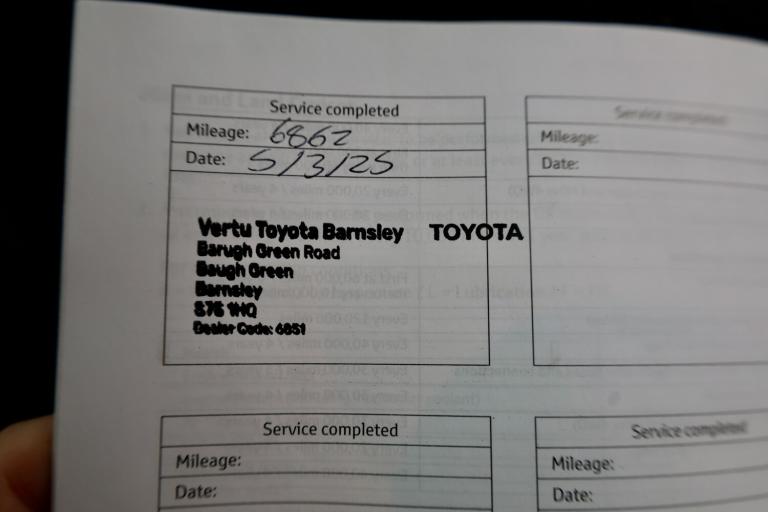 Service completed
Mileage: 6862
Date: 5/3/25
Vertu Toyota Barnsley TOYOTA
Barugh Green Road
Baugh Green
Barnsley
S75 1HQ
Dealer Code: 6851
Service completed
Mileage:
Date:
Service completed
Mileage:
Date:
Service completed
Mileage:
Date: